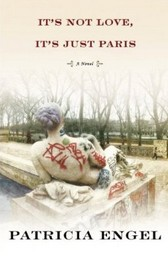 IT'S NOT LOVE,
IT'S JUST PARIS
A Novel
PATRICIA ENGEL